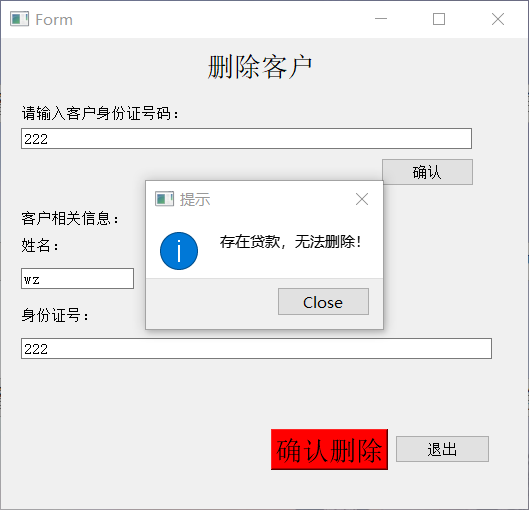 Form
删除客户
请输入客户身份证号码：
222
确认
客户相关信息：
姓名：
wz
提示
存在贷款，无法删除！
Close
身份证号：
222
确认删除
退出